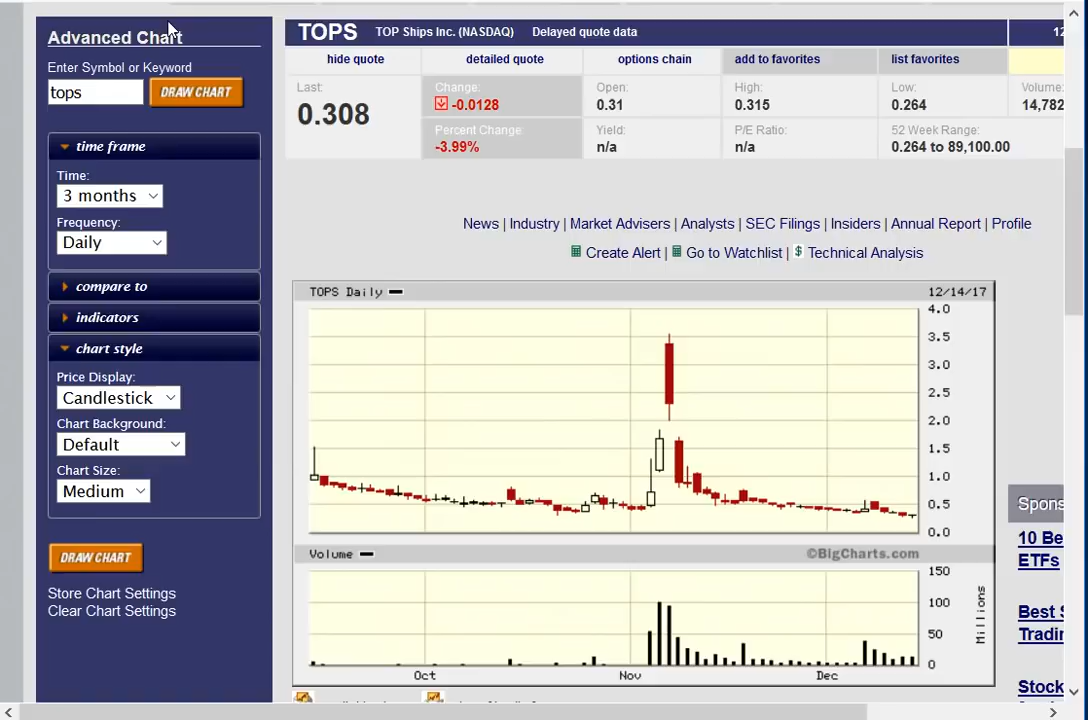 Advanced Chart
Enter Symbol or Keyword
tops DRAW CHART
time frame
Time:
3 months
Frequency:
Daily
compare to
indicators
chart style
Price Display:
Candlestick
Chart Background:
Default
Chart Size:
Medium
DRAW CHART
Store Chart Settings
Clear Chart Settings
TOPS TOP Ships Inc. (NASDAQ) Delayed quote data 12
hide quote detailed quote options chain add to favorites list favorites
Last: Change: Open: High: Low: Volume:
0.308 -0.0128 0.31 0.315 0.264 14,782
Percent Change: Yield: P/E Ratio: 52 Week Range:
-3.99% n/a n/a 0.264 to 89,100.00
News | Industry | Market Advisers | Analysts | SEC Filings | Insiders | Annual Report | Profile
Create Alert | Go to Watchlist | $ Technical Analysis
TOPS Daily 12/14/17
4.0
3.5
3.0
2.5
2.0
1.5
1.0
0.5
0.0
Volume ©BigCharts.com
150
100
50
0
Millions
Oct Nov Dec
Spons
10 Be
ETFs
Best S
Tradin
Stock